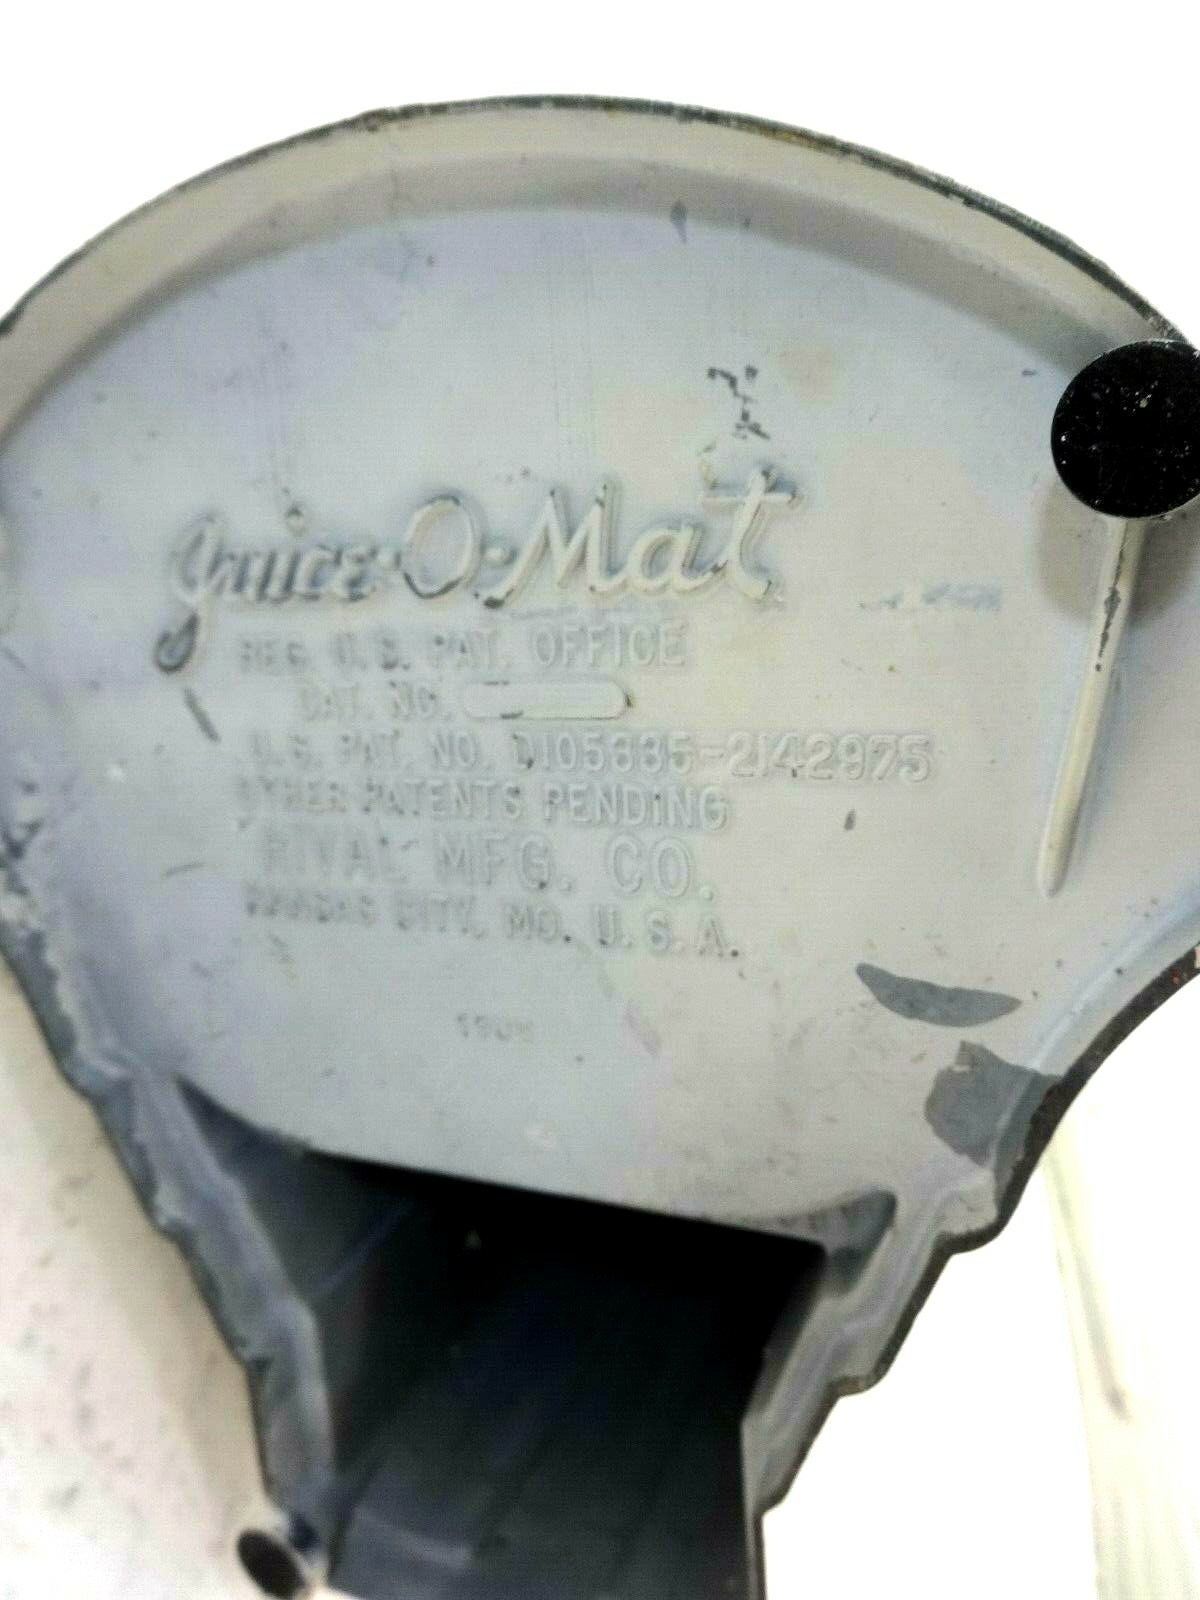 Juice·O·Mat
REG. U. S. PAT. OFFICE
CAT. NO.
U. S. PAT. NO. D105335-2142975
OTHER PATENTS PENDING
RIVAL MFG. CO.
KANSAS CITY, MO. U. S. A.